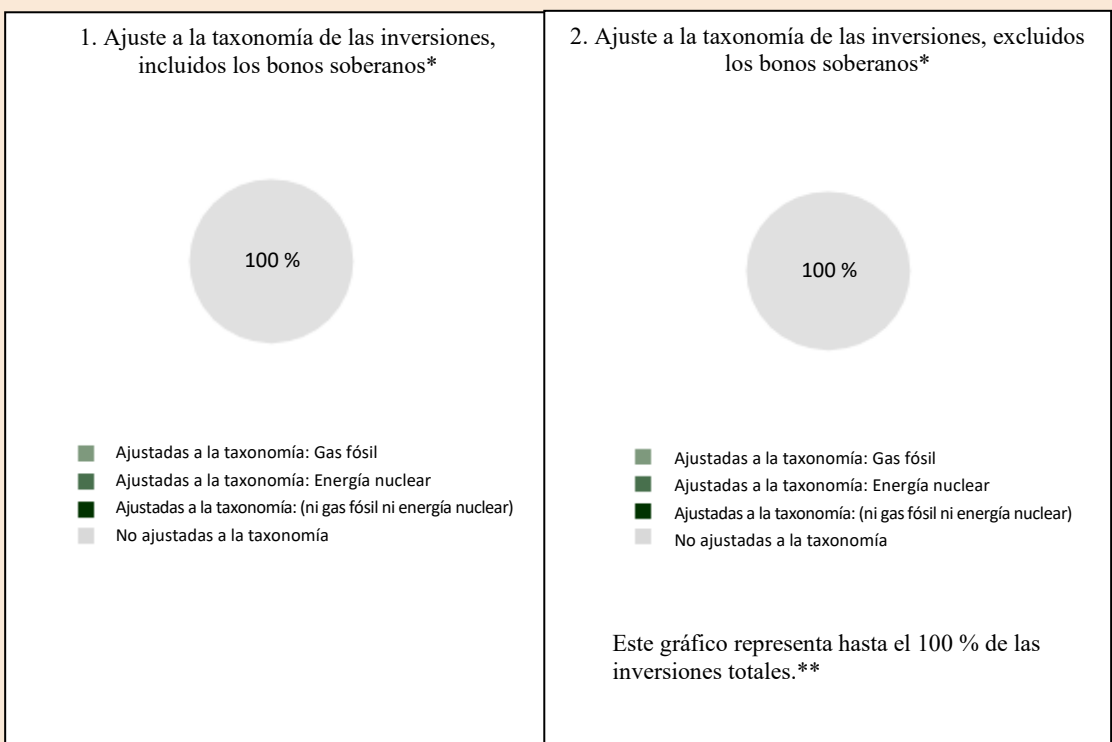 1. Ajuste a la taxonomía de las inversiones,
incluidos los bonos soberanos*
100 %
Ajustadas a la taxonomía: Gas fósil
Ajustadas a la taxonomía: Energía nuclear
Ajustadas a la taxonomía: (ni gas fósil ni energía nuclear)
No ajustadas a la taxonomía
2. Ajuste a la taxonomía de las inversiones, excluidos
los bonos soberanos*
100 %
Ajustadas a la taxonomía: Gas fósil
Ajustadas a la taxonomía: Energía nuclear
Ajustadas a la taxonomía: (ni gas fósil ni energía nuclear)
No ajustadas a la taxonomía
Este gráfico representa hasta el 100 % de las
inversiones totales.**